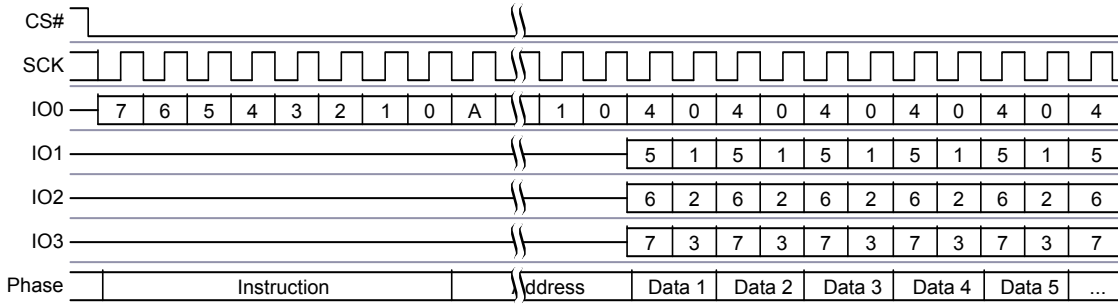 CS#
SCK
IO0 7 6 5 4 3 2 1 0 A 1 0 4 0 4 0 4 0 4 0 4 0 4
IO1 5 1 5 1 5 1 5 1 5 1 5
IO2 6 2 6 2 6 2 6 2 6 2 6
IO3 7 3 7 3 7 3 7 3 7 3 7
Phase Instruction Address Data 1 Data 2 Data 3 Data 4 Data 5 ...